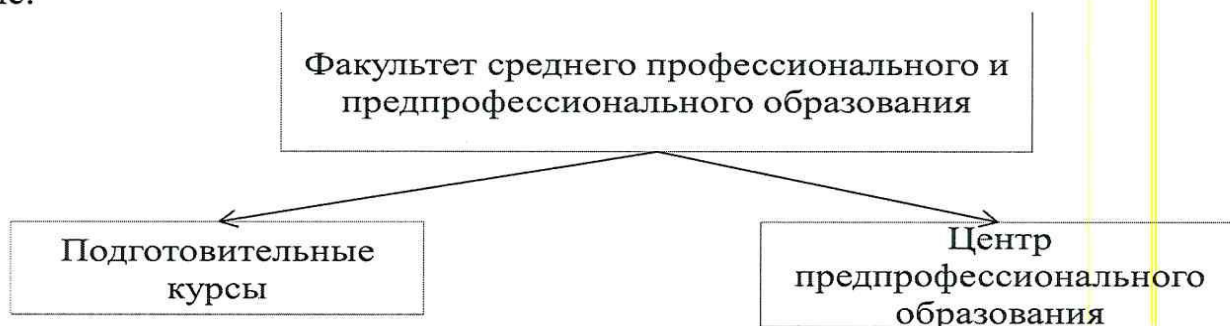 Факультет среднего профессионального и
предпрофессионального образования
Подготовительные
курсы
Центр
предпрофессионального
образования